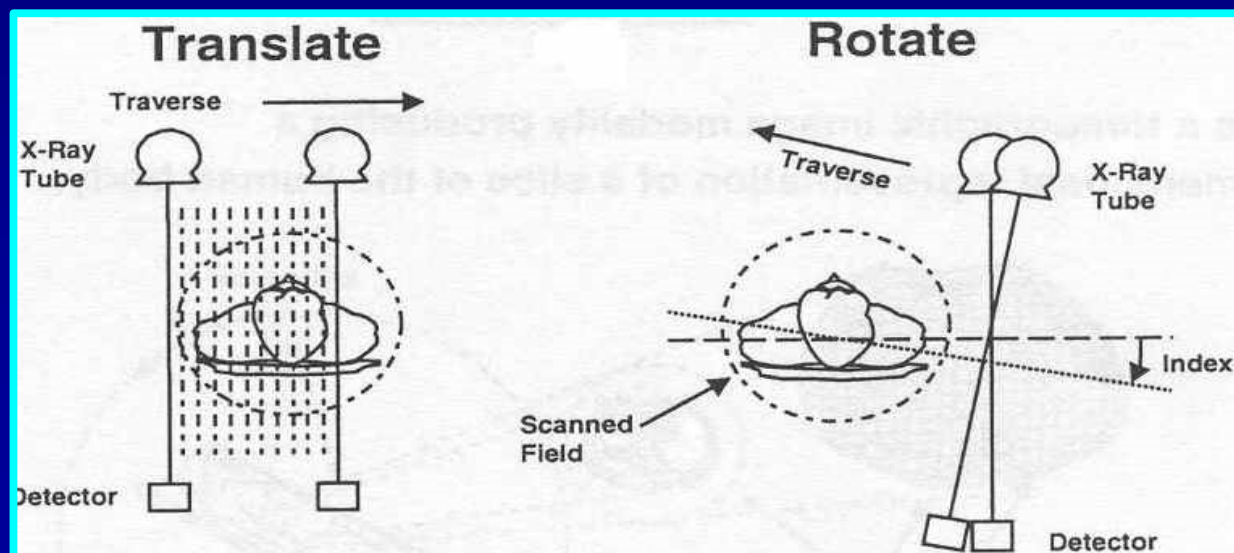 Translate
Traverse
X-Ray
Tube
Detector
Rotate
Traverse
X-Ray
Tube
Index
Scanned
Field
Detector